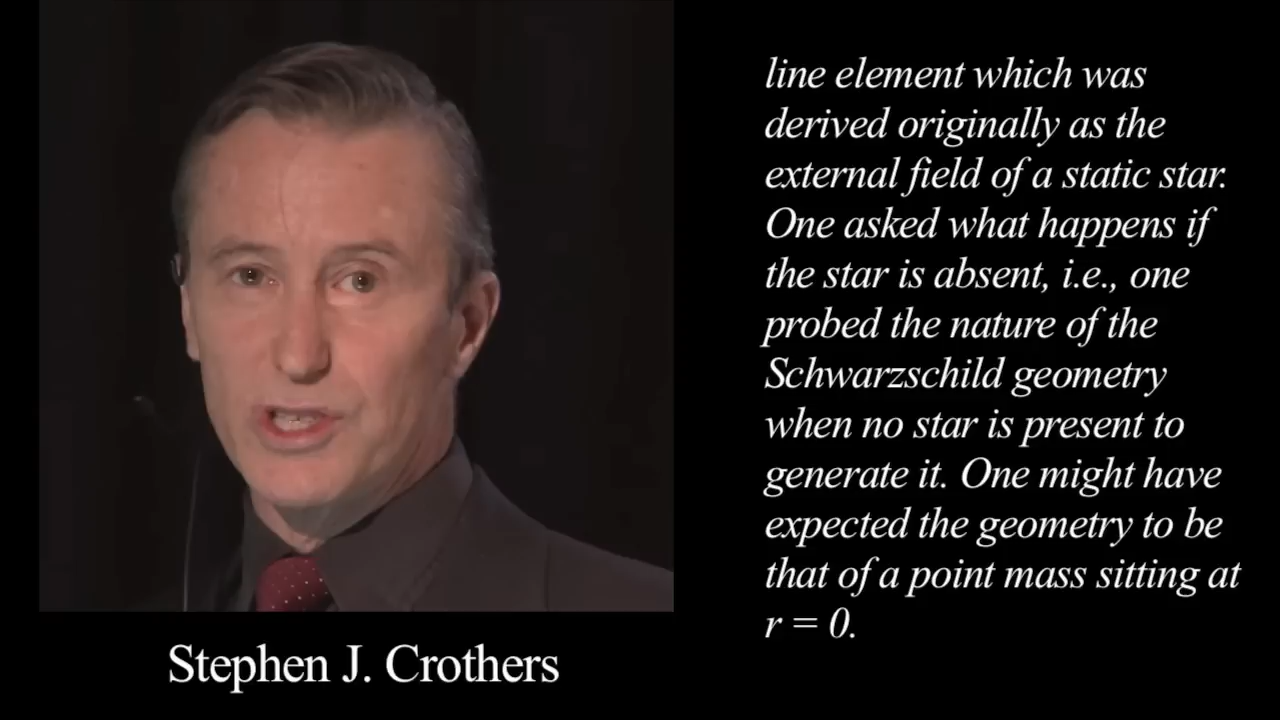 line element which was
derived originally as the
external field of a static star.
One asked what happens if
the star is absent, i.e., one
probed the nature of the
Schwarzschild geometry
when no star is present to
generate it. One might have
expected the geometry to be
that of a point mass sitting at
r = 0.
Stephen J. Crothers